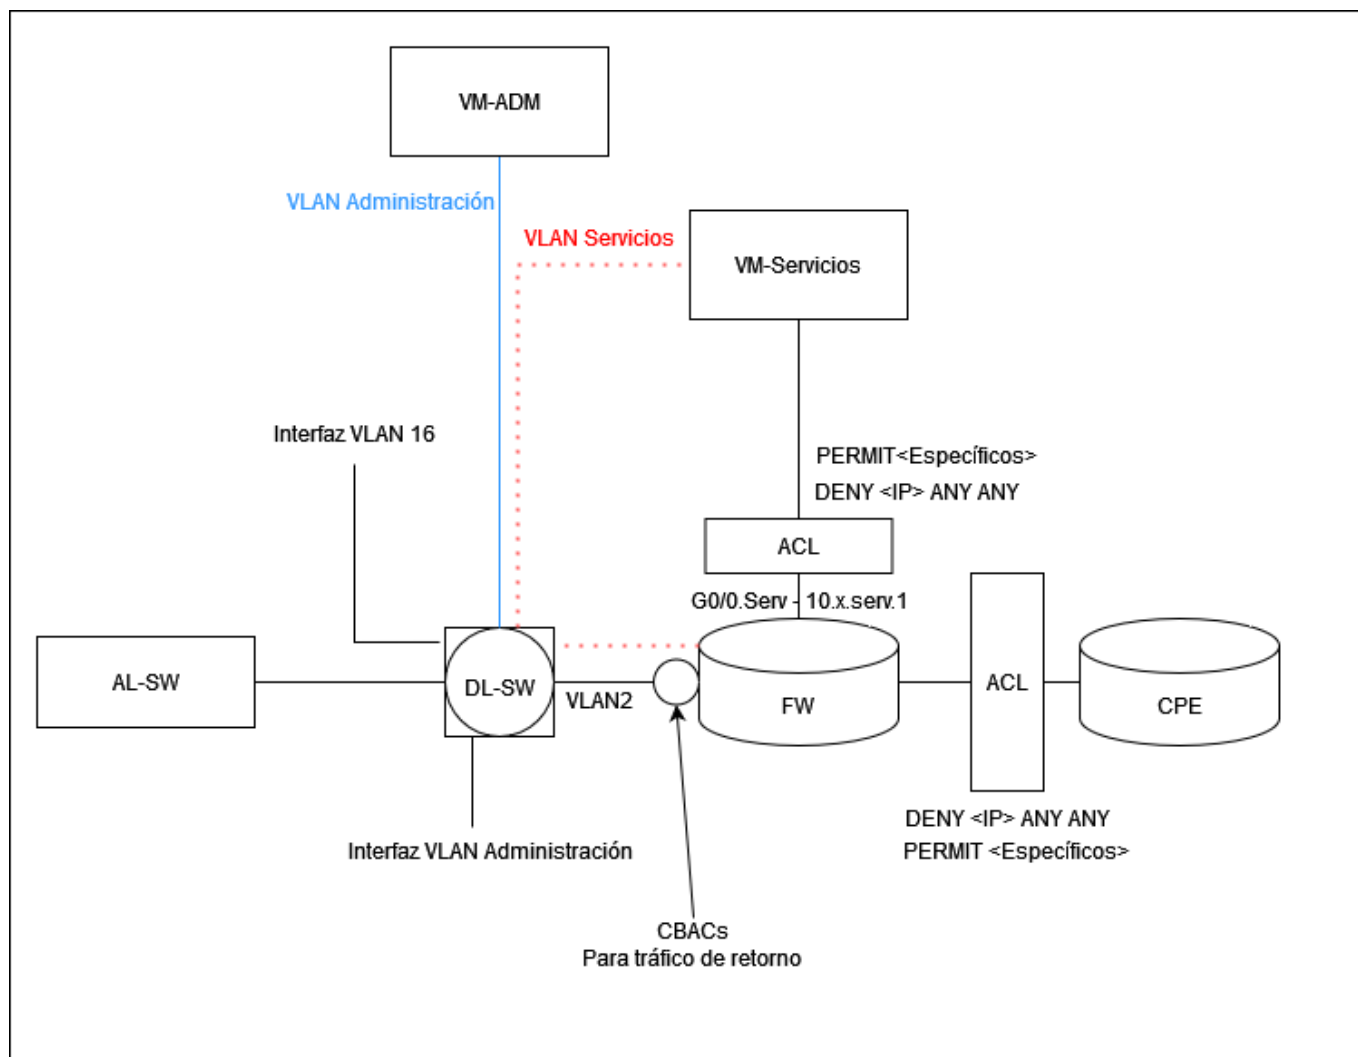 VM-ADM
VLAN Administración
VLAN Servicios
VM-Servicios
Interfaz VLAN 16
PERMIT<Específicos>
DENY <IP> ANY ANY
ACL
G0/0.Serv - 10.x.serv.1
AL-SW
DL-SW
VLAN2
FW
ACL
CPE
DENY <IP> ANY ANY
PERMIT <Específicos>
Interfaz VLAN Administración
CBACs
Para tráfico de retorno